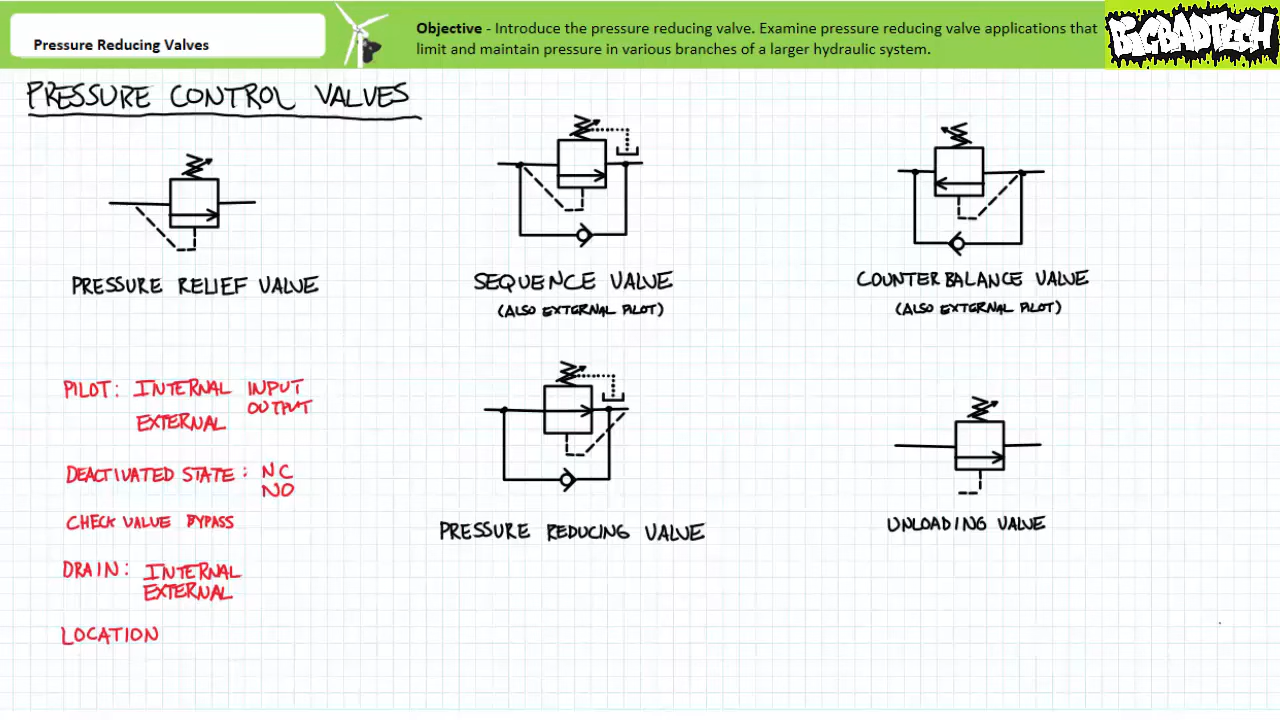 Pressure Reducing Valves
Objective - Introduce the pressure reducing valve. Examine pressure reducing valve applications that
limit and maintain pressure in various branches of a larger hydraulic system.
BIGBADTECH
PRESSURE CONTROL VALVES
PRESSURE RELIEF VALVE
SEQUENCE VALVE
(ALSO EXTERNAL PILOT)
COUNTERBALANCE VALVE
(ALSO EXTERNAL PILOT)
PILOT: INTERNAL INPUT
OUTPUT
EXTERNAL
DEACTIVATED STATE: NC
NO
CHECK VALVE BYPASS
DRAIN: INTERNAL
EXTERNAL
LOCATION
PRESSURE REDUCING VALVE
UNLOADING VALVE